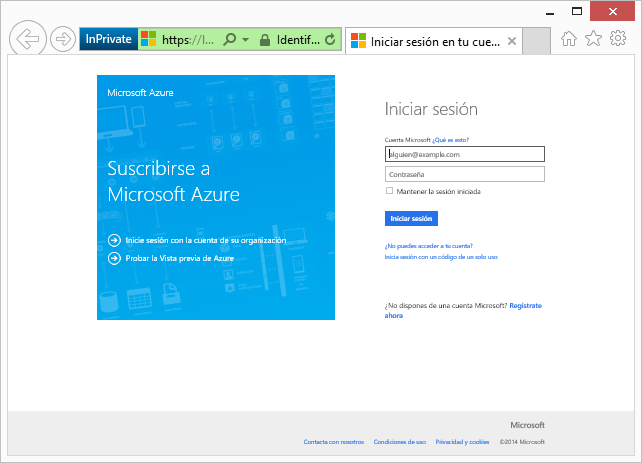 InPrivate
https://l...
Identif...
Iniciar sesión en tu cue...
Microsoft Azure
Suscribirse a
Microsoft Azure
Inicie sesión con la cuenta de su organización
Probar la Vista previa de Azure
Iniciar sesión
Cuenta Microsoft ¿Qué es esto?
alguien@example.com
Contraseña
Mantener la sesión iniciada
Iniciar sesión
¿No puedes acceder a tu cuenta?
Inicia sesión con un código de un solo uso
¿No dispones de una cuenta Microsoft? Regístrate
ahora
Microsoft
Contacta con nosotros Condiciones de uso Privacidad y cookies ©2014 Microsoft